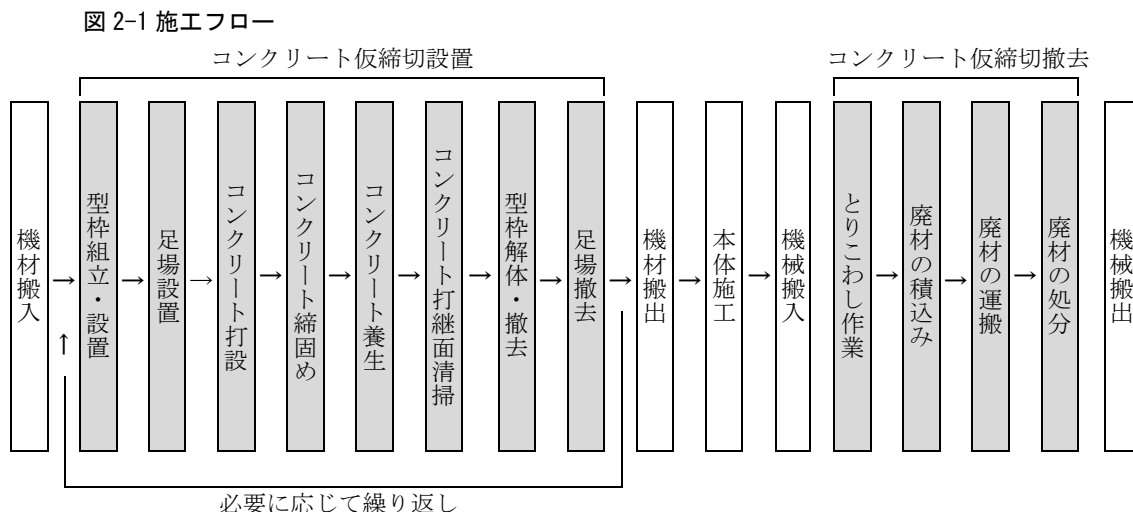 図 2-1 施工フロー
コンクリート仮締切設置
コンクリート仮締切撤去
機材搬入
→
型枠組立・設置
→
足場設置
→
コンクリート打設
→
コンクリート締固め
→
コンクリート養生
→
コンクリート打継面清掃
→
型枠解体・撤去
→
足場撤去
→
機材搬出
→
本体施工
→
機械搬入
とりこわし作業
→
廃材の積込み
→
廃材の運搬
→
廃材の処分
機械搬出
↑
必要に応じて繰り返し